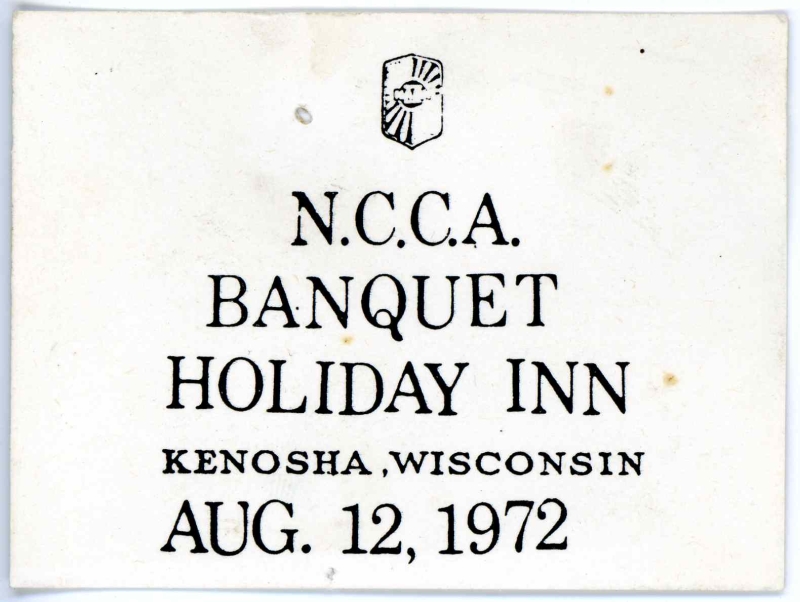 N.C.C.A.
BANQUET
HOLIDAY INN
KENOSHA, WISCONSIN
AUG. 12, 1972